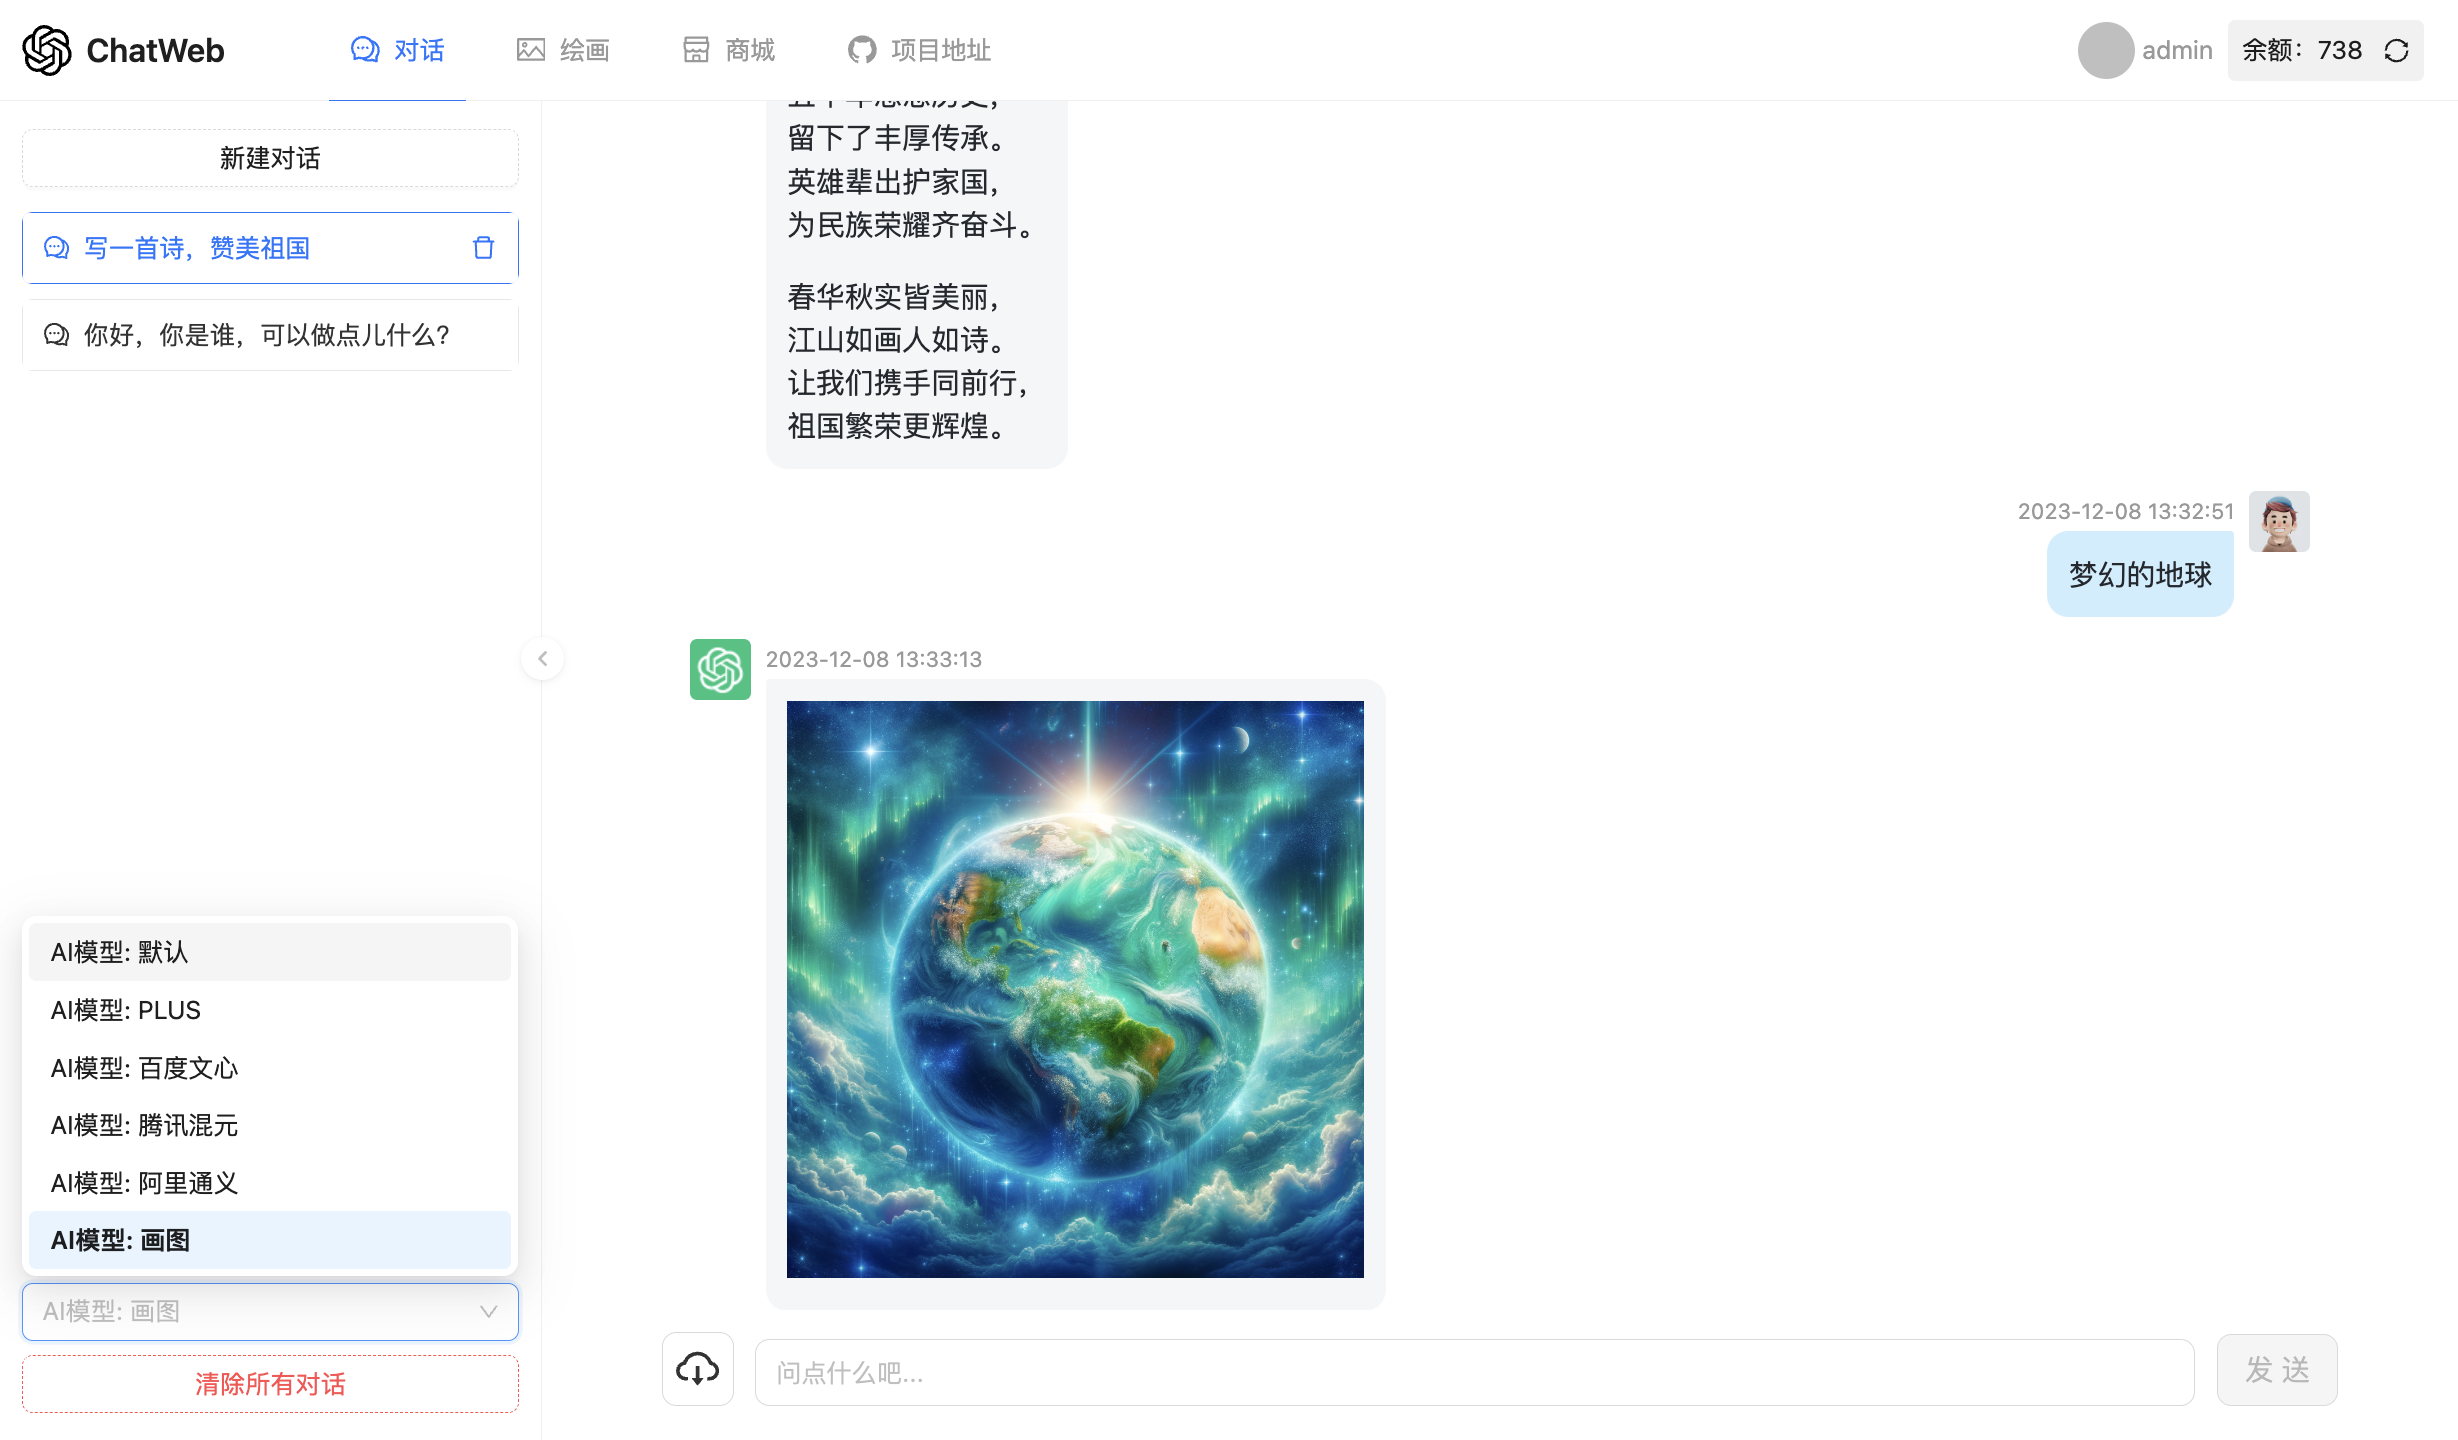 ChatWeb
对话
绘画
商城
项目地址
admin
余额：738
新建对话
写一首诗，赞美祖国
你好，你是谁，可以做点儿什么?
AI模型: 默认
AI模型: PLUS
AI模型: 百度文心
AI模型: 腾讯混元
AI模型: 阿里通义
AI模型: 画图
AI模型: 画图
清除所有对话
留下了丰厚传承。
英雄辈出护家国，
为民族荣耀齐奋斗。
春华秋实皆美丽，
江山如画人如诗。
让我们携手同前行，
祖国繁荣更辉煌。
2023-12-08 13:32:51
梦幻的地球
2023-12-08 13:33:13
问点什么吧...
发 送